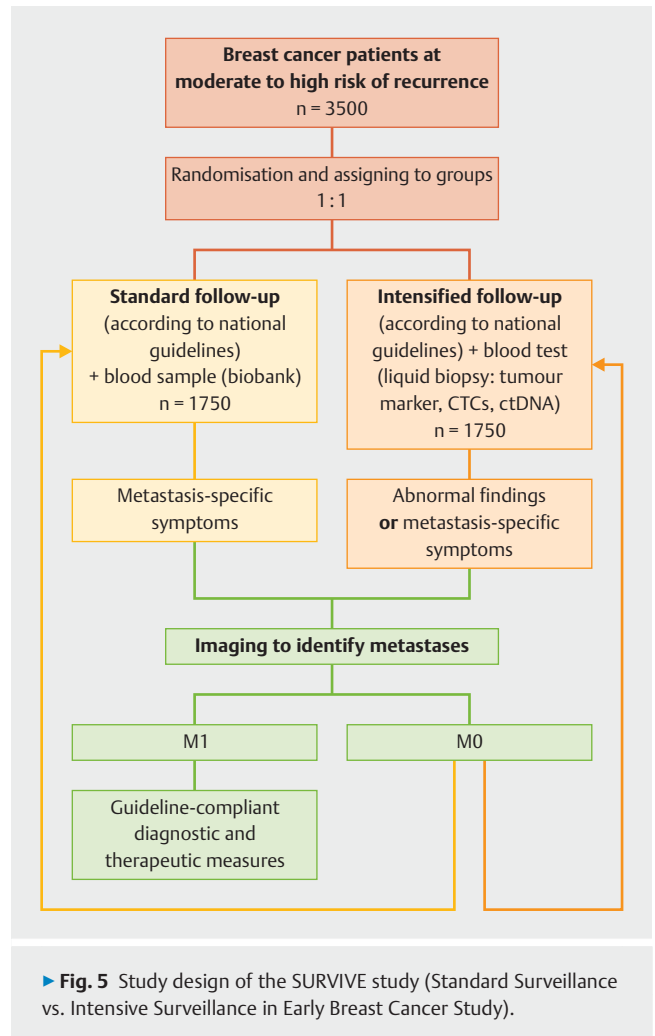 Breast cancer patients at
moderate to high risk of recurrence
n = 3500
Randomisation and assigning to groups
1 : 1
Standard follow-up
(according to national
guidelines)
+ blood sample (biobank)
n = 1750
Intensified follow-up
(according to national
guidelines) + blood test
(liquid biopsy: tumour
marker, CTCs, ctDNA)
n = 1750
Metastasis-specific
symptoms
Abnormal findings
or metastasis-specific
symptoms
Imaging to identify metastases
M1
M0
Guideline-compliant
diagnostic and
therapeutic measures
► Fig. 5 Study design of the SURVIVE study (Standard Surveillance
vs. Intensive Surveillance in Early Breast Cancer Study).